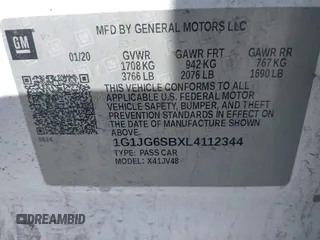 GM
MFD BY GENERAL MOTORS LLC
01/20 GVWR GAWR FRT GAWR RR
1708 KG 942 KG 767 KG
3766 LB 2076 LB 1690 LB
THIS VEHICLE CONFORMS TO ALL
APPLICABLE U.S. FEDERAL MOTOR
VEHICLE SAFETY, BUMPER, AND THEFT
PREVENTION STANDARDS IN EFFECT ON
THE DATE OF MANUFACTURE SHOWN ABOVE.
1G1JG6SBXL4112344
TYPE: PASS CAR
MODEL: X41JV48
DREAMBID